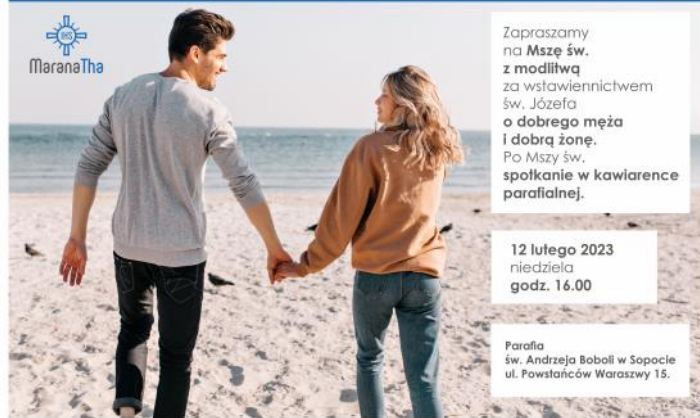 IHS
MaranaTha
Zapraszamy
na Mszę św.
z modlitwą
za wstawiennictwem
św. Józefa
o dobrego męża
i dobrą żonę.
Po Mszy św.
spotkanie w kawiarence
parafialnej.
12 lutego 2023
niedziela
godz. 16.00
Parafia
św. Andrzeja Boboli w Sopocie
ul. Powstańców Waraszwy 15.